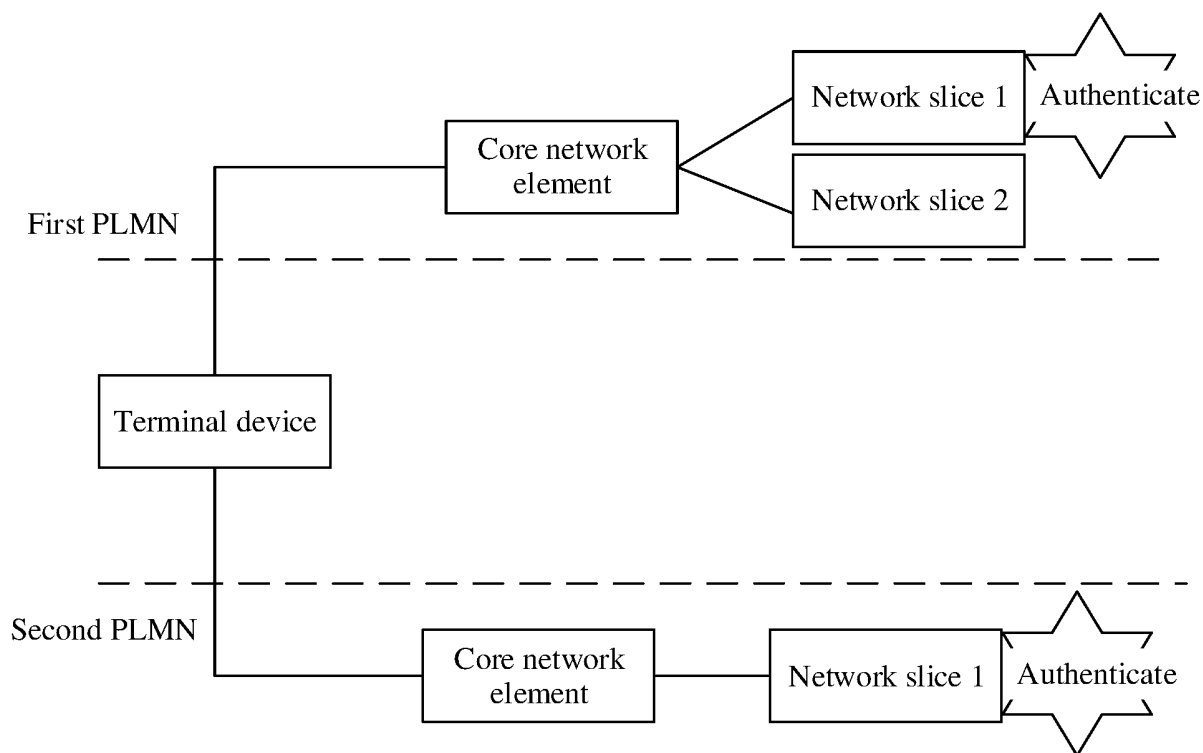 Network slice 1
Authenticate
Core network
element
Network slice 2
First PLMN
Terminal device
Second PLMN
Core network
element
Network slice 1
Authenticate